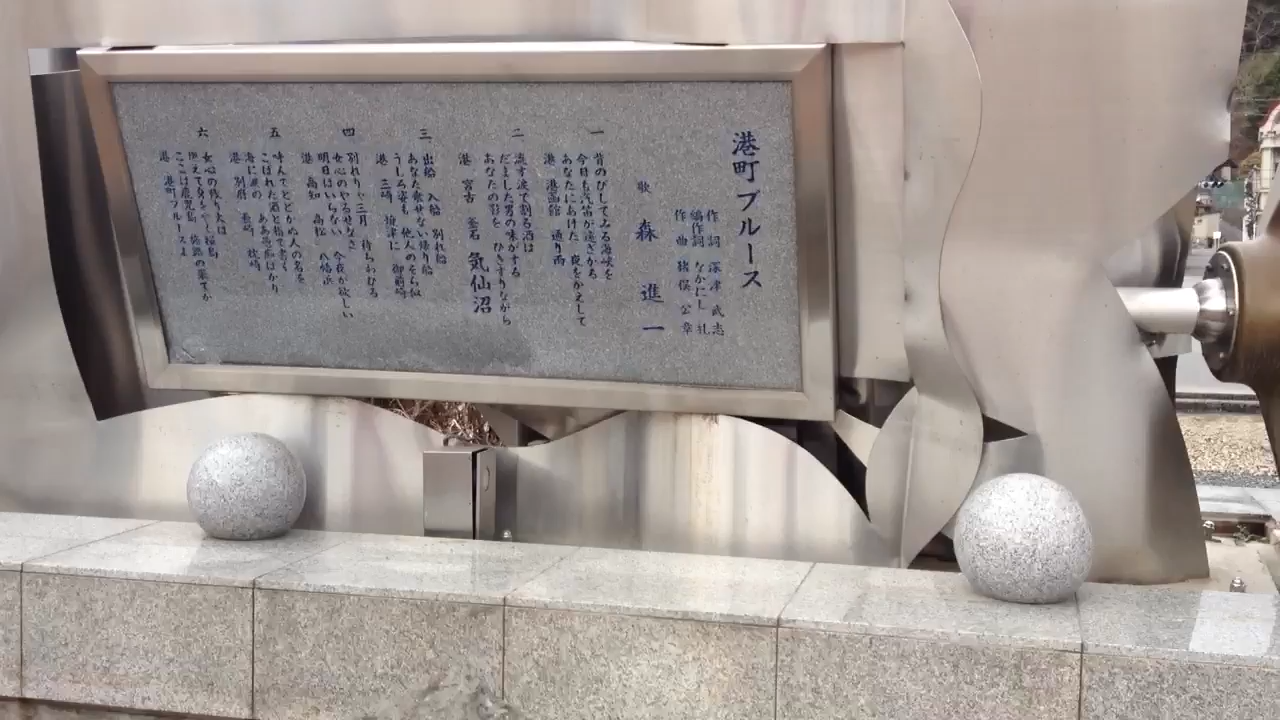 港町ブルース
作詞 深津武志
編作詞 なかにし礼
作曲 猪俣公章
歌 森進一
一 背のびしてみる海峡を
今日も汽笛が遠ざかる
あなたにあげた 夜をかえして
港 港函館 通り雨
二 流す涙で割る酒は
だました男の味がする
あなたの影を ひきずりながら
港 宮古 釜石 気仙沼
三 出船 入船 別れ船
あなた乗せない帰り船
うしろ姿も 他人のそら似
港 三崎 焼津に 御前崎
四 別れりゃ三月 待ちわびる
女心のやるせなさ
明日はいらない 今夜が欲しい
港 高知 高松 八幡浜
五 呼んでとどかぬ人の名を
こぼれた酒と指で書く
海に涙の ああ愚痴ばかり
港 別府 長崎 枕崎
六 女心の残り火は
燃えて身をやく桜島
ここは鹿児島 旅路の果てか
港 港町ブルースよ